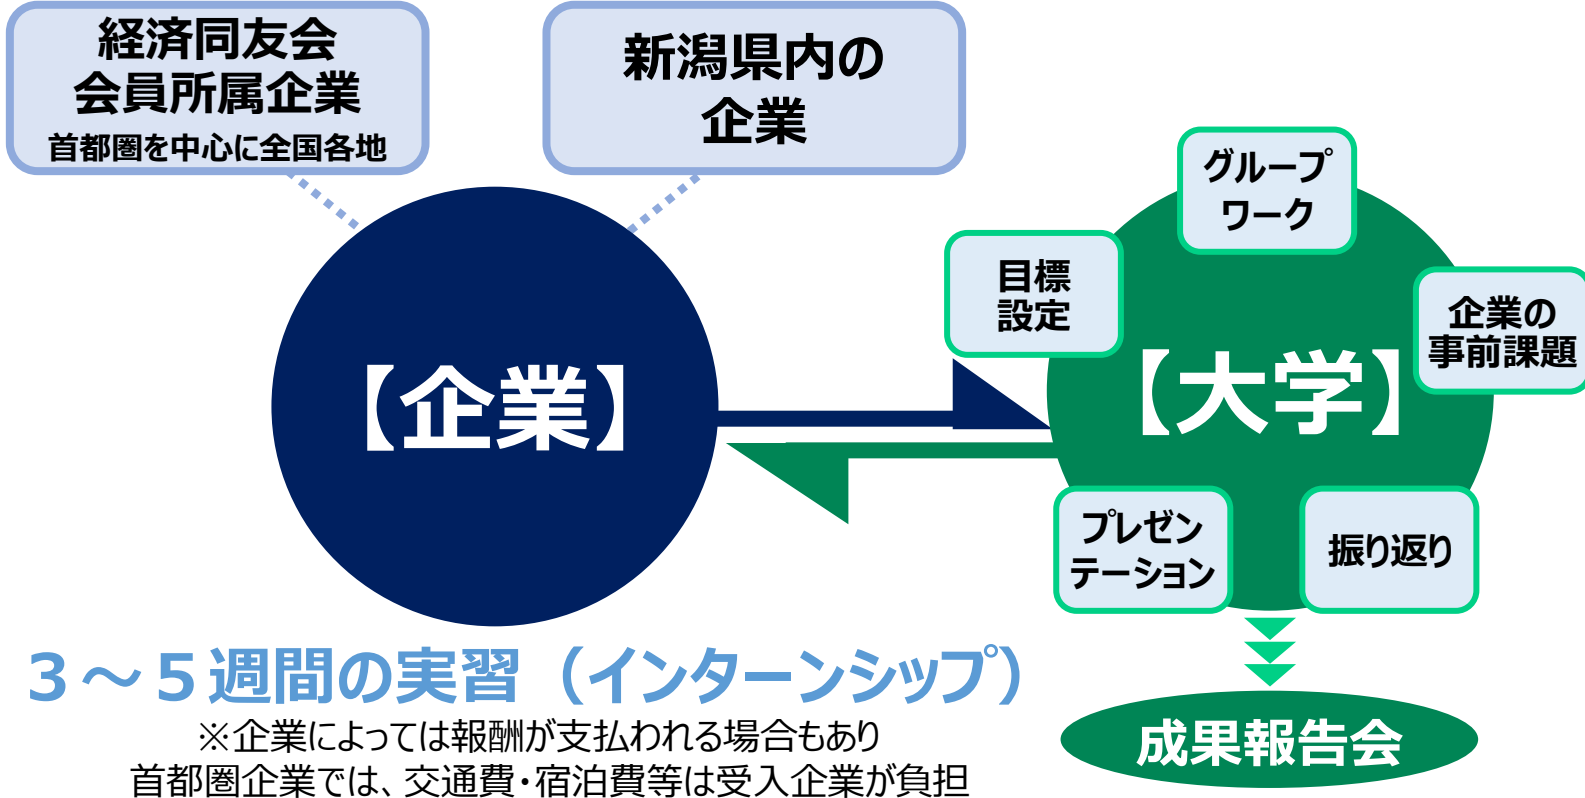 経済同友会
会員所属企業
首都圏を中心に全国各地
新潟県内の
企業
グループ
ワーク
目標
設定
企業の
事前課題
【企業】
【大学】
プレゼン
テーション
振り返り
3～5週間の実習（インターンシップ）
※企業によっては報酬が支払われる場合もあり
首都圏企業では、交通費・宿泊費等は受入企業が負担
成果報告会